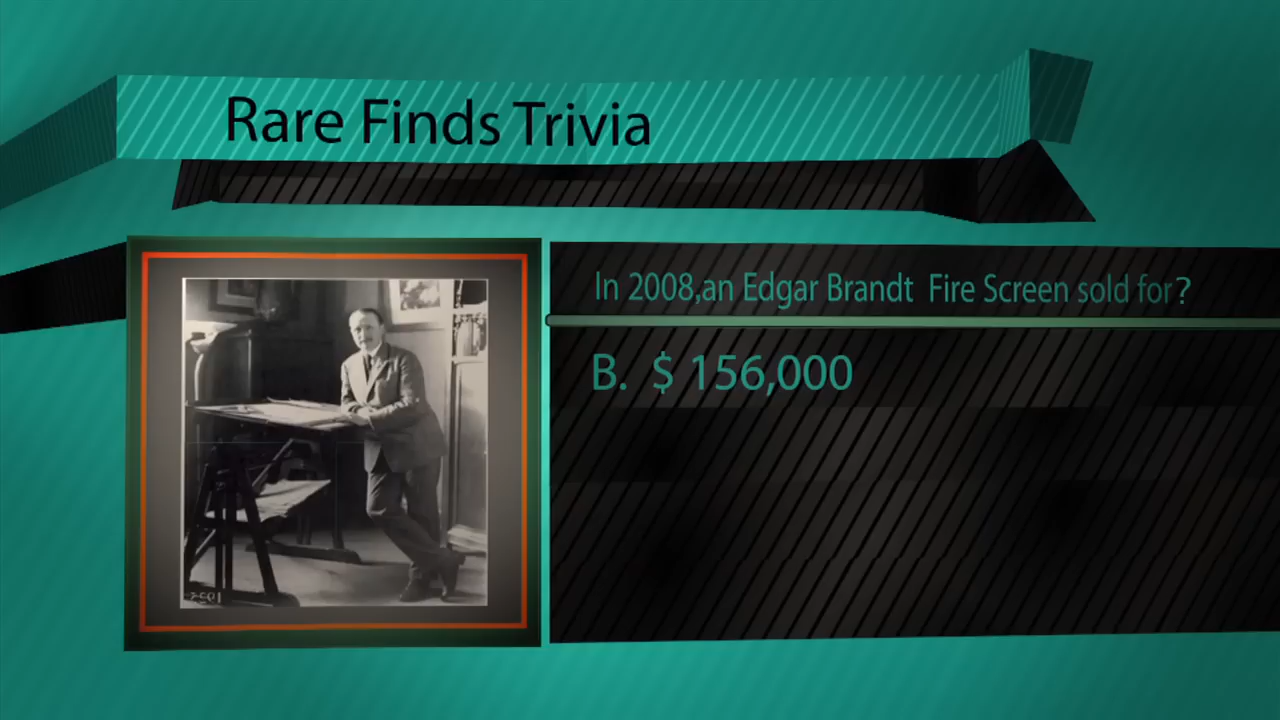 Rare Finds Trivia
In 2008,an Edgar Brandt Fire Screen sold for?
B. $ 156,000